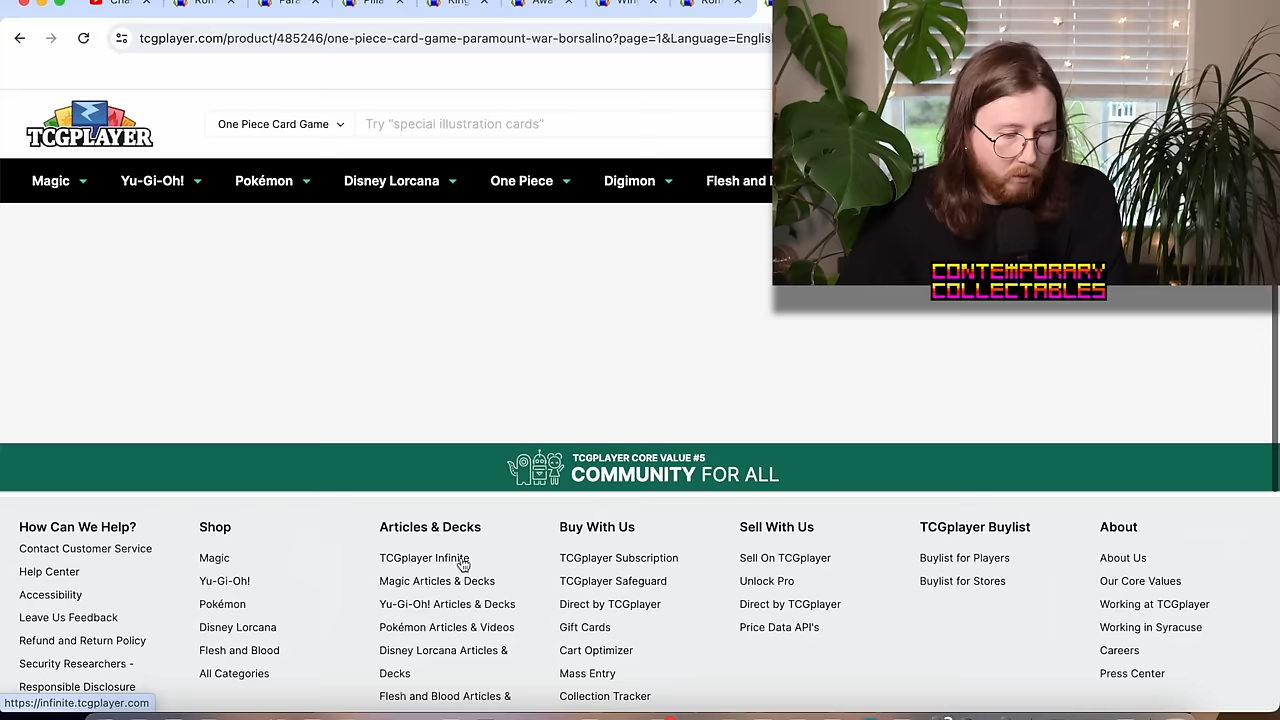 tcgplayer.com/product/485246/one-piece-card-game-paramount-war-borsalino?page=1&Language=Englis
TCGPLAYER
One Piece Card Game
Try “special illustration cards”
Magic
Yu-Gi-Oh!
Pokémon
Disney Lorcana
One Piece
Digimon
Flesh and
CONTEMPORARY
COLLECTABLES
TCGPLAYER CORE VALUE #5
COMMUNITY FOR ALL
How Can We Help?
Contact Customer Service
Help Center
Accessibility
Leave Us Feedback
Refund and Return Policy
Security Researchers -
Responsible Disclosure
Shop
Magic
Yu-Gi-Oh!
Pokémon
Disney Lorcana
Flesh and Blood
All Categories
Articles & Decks
TCGplayer Infinite
Magic Articles & Decks
Yu-Gi-Oh! Articles & Decks
Pokémon Articles & Videos
Disney Lorcana Articles &
Decks
Flesh and Blood Articles &
Buy With Us
TCGplayer Subscription
TCGplayer Safeguard
Direct by TCGplayer
Gift Cards
Cart Optimizer
Mass Entry
Collection Tracker
Sell With Us
Sell On TCGplayer
Unlock Pro
Direct by TCGplayer
Price Data API's
TCGplayer Buylist
Buylist for Players
Buylist for Stores
About
About Us
Our Core Values
Working at TCGplayer
Working in Syracuse
Careers
Press Center
https://infinite.tcgplayer.com